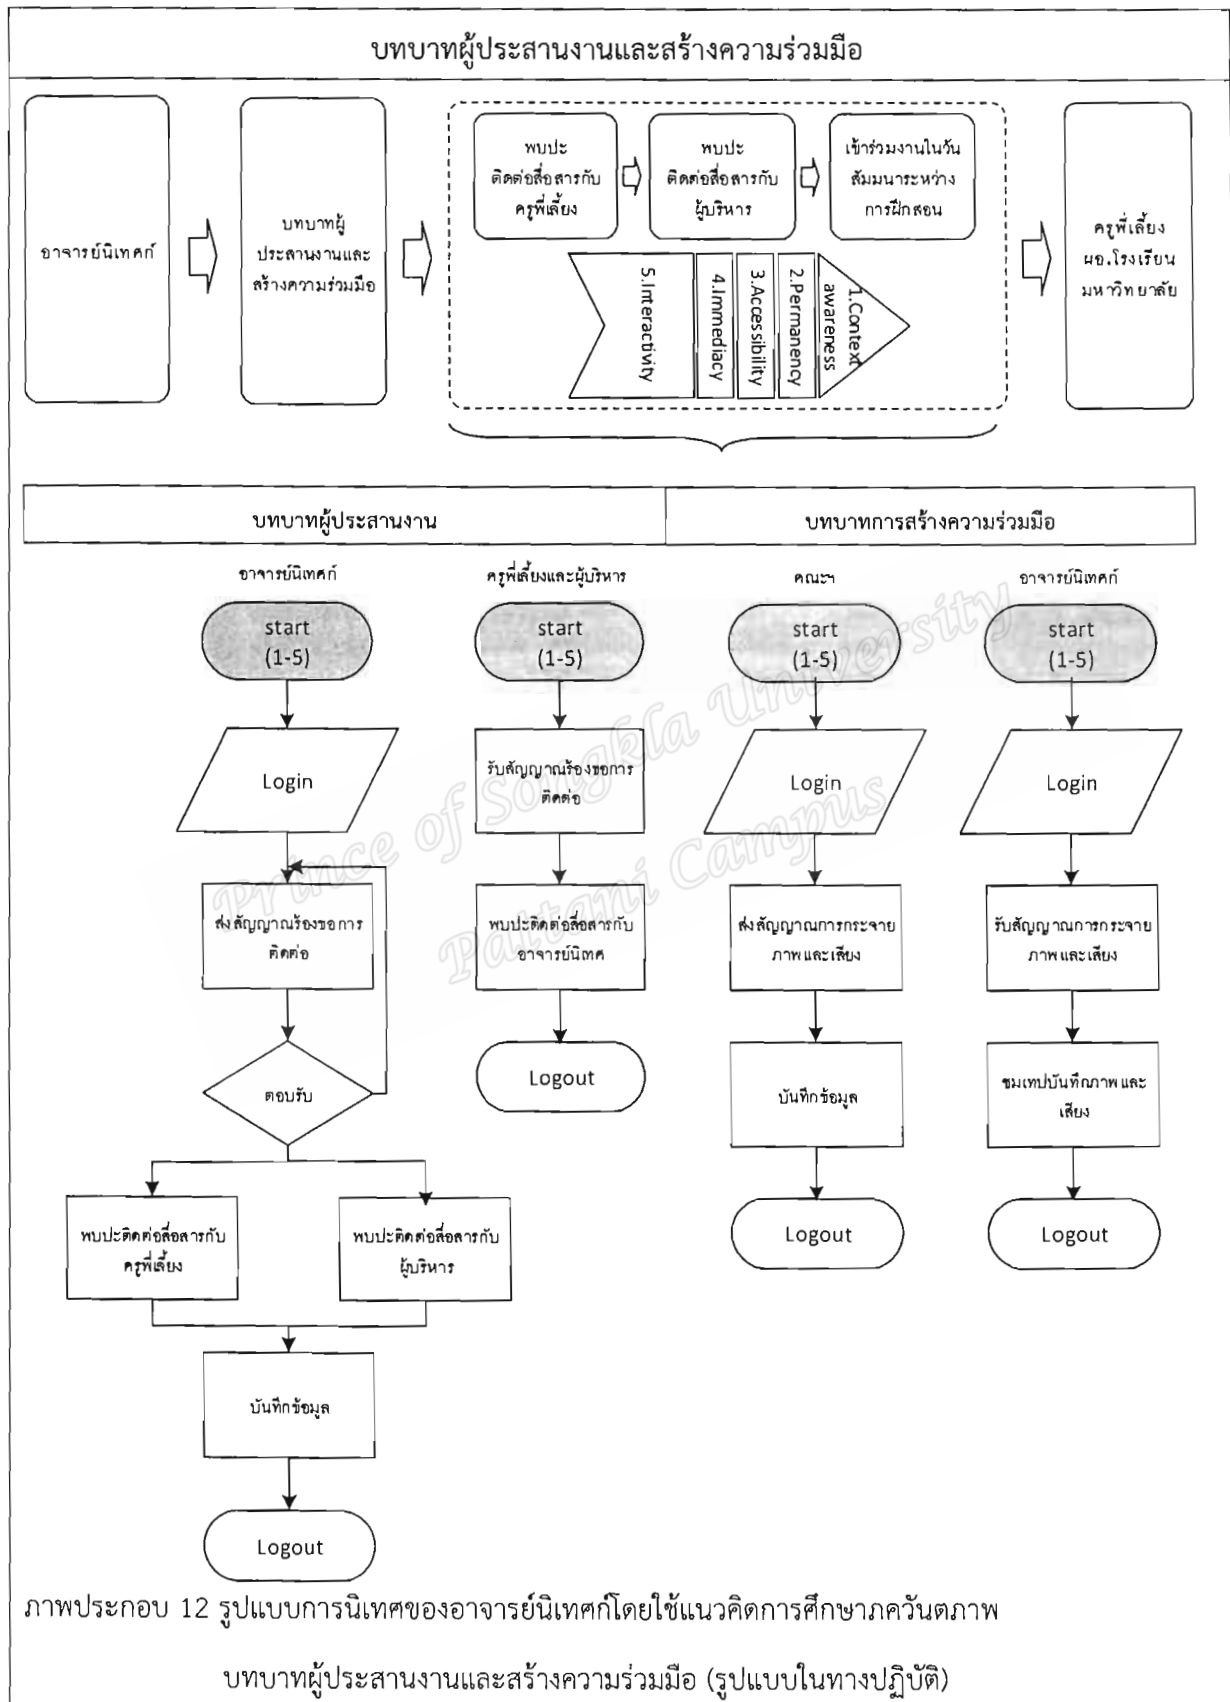 บทบาทผู้ประสานงานและสร้างความร่วมมือ
อาจารย์นิเทศก์
บทบาทผู้
ประสานงานและ
สร้างความร่วมมือ
พบปะ
ติดต่อสื่อสารกับ
ครูพี่เลี้ยง
พบปะ
ติดต่อสื่อสารกับ
ผู้บริหาร
เข้าร่วมงานในวัน
สัมมนาระหว่าง
การฝึกสอน
5.Interactivity
4.Immediacy
3.Accessibility
2.Permanency
1.Context
awareness
ครูพี่เลี้ยง
ผอ.โรงเรียน
มหาวิทยาลัย
บทบาทผู้ประสานงาน
บทบาทการสร้างความร่วมมือ
อาจารย์นิเทศก์
start
(1-5)
Login
ส่งสัญญาณร้องขอการ
ติดต่อ
ตอบรับ
พบปะติดต่อสื่อสารกับ
ครูพี่เลี้ยง
พบปะติดต่อสื่อสารกับ
ผู้บริหาร
บันทึกข้อมูล
Logout
ครูพี่เลี้ยงและผู้บริหาร
start
(1-5)
รับสัญญาณร้องขอการ
ติดต่อ
พบปะติดต่อสื่อสารกับ
อาจารย์นิเทศ
Logout
คณะฯ
start
(1-5)
Login
ส่งสัญญาณการกระจาย
ภาพและเสียง
บันทึกข้อมูล
Logout
อาจารย์นิเทศก์
start
(1-5)
Login
รับสัญญาณการกระจาย
ภาพและเสียง
ชมเทปบันทึกภาพและ
เสียง
Logout
Prince of Songkla University
Pattani Campus
ภาพประกอบ 12 รูปแบบการนิเทศของอาจารย์นิเทศก์โดยใช้แนวคิดการศึกษาภควันตภาพ
บทบาทผู้ประสานงานและสร้างความร่วมมือ (รูปแบบในทางปฏิบัติ)